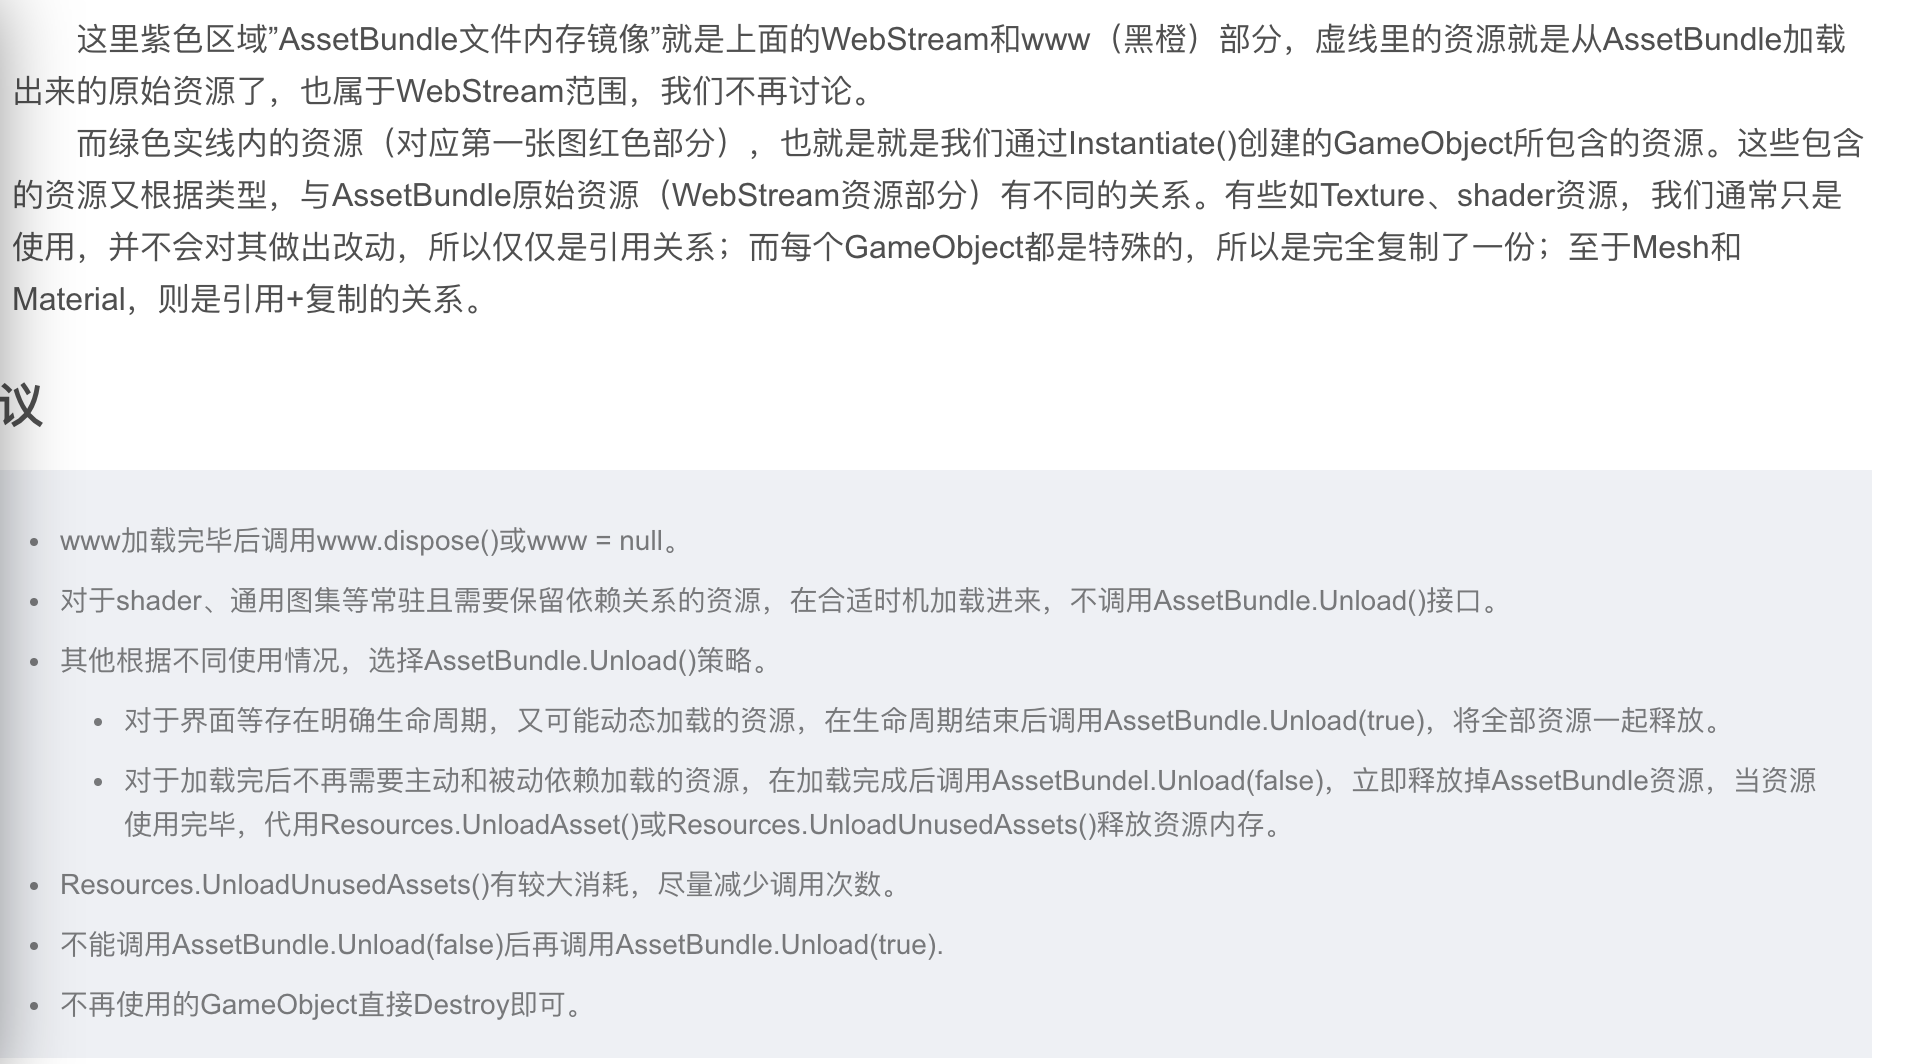 这里紫色区域”AssetBundle文件内存镜像”就是上面的WebStream和www（黑橙）部分，虚线里的资源就是从AssetBundle加载
出来的原始资源了，也属于WebStream范围，我们不再讨论。
而绿色实线内的资源（对应第一张图红色部分），也就是就是我们通过Instantiate()创建的GameObject所包含的资源。这些包含
的资源又根据类型，与AssetBundle原始资源（WebStream资源部分）有不同的关系。有些如Texture、shader资源，我们通常只是
使用，并不会对其做出改动，所以仅仅是引用关系；而每个GameObject都是特殊的，所以是完全复制了一份；至于Mesh和
Material，则是引用+复制的关系。
议
• www加载完毕后调用www.dispose()或www = null。
• 对于shader、通用图集等常驻且需要保留依赖关系的资源，在合适时机加载进来，不调用AssetBundle.Unload()接口。
• 其他根据不同使用情况，选择AssetBundle.Unload()策略。
• 对于界面等存在明确生命周期，又可能动态加载的资源，在生命周期结束后调用AssetBundle.Unload(true)，将全部资源一起释放。
• 对于加载完后不再需要主动和被动依赖加载的资源，在加载完成后调用AssetBundel.Unload(false)，立即释放掉AssetBundle资源，当资源
使用完毕，代用Resources.UnloadAsset()或Resources.UnloadUnusedAssets()释放资源内存。
• Resources.UnloadUnusedAssets()有较大消耗，尽量减少调用次数。
• 不能调用AssetBundle.Unload(false)后再调用AssetBundle.Unload(true).
• 不再使用的GameObject直接Destroy即可。